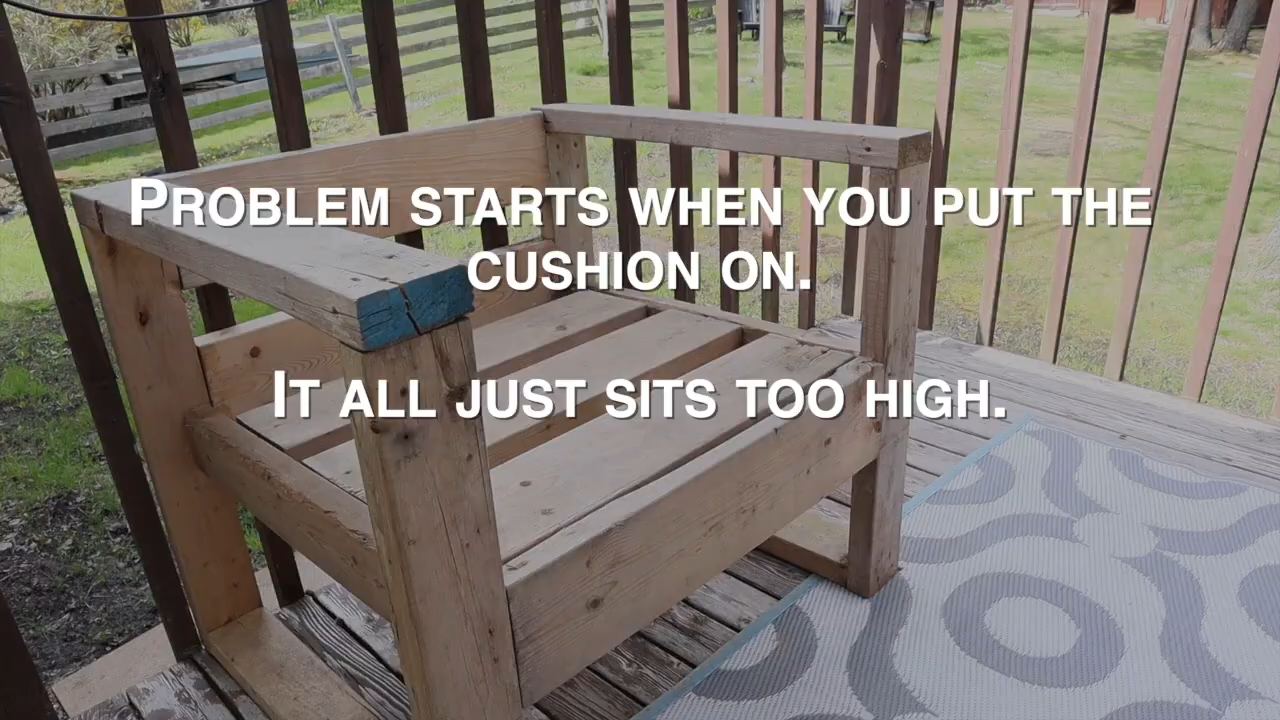 Problem starts when you put the
cushion on.
It all just sits too high.